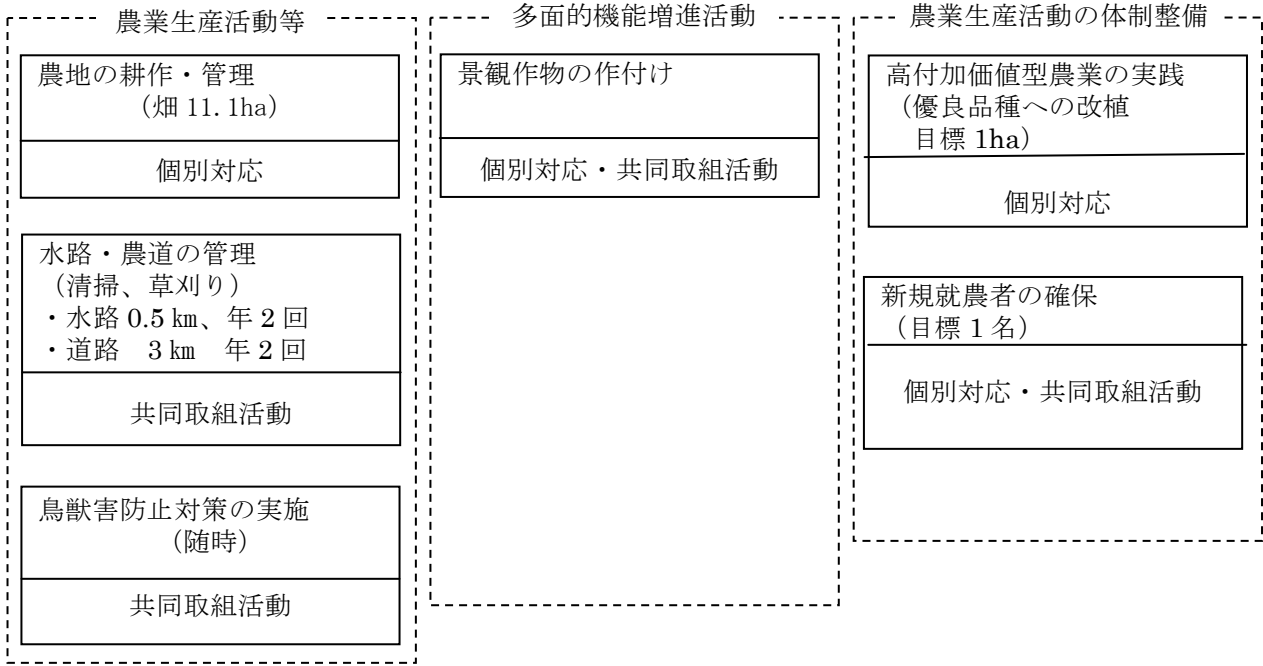 農業生産活動等
農地の耕作・管理
（畑 11.1ha）
個別対応
水路・農道の管理
（清掃、草刈り）
・水路 0.5 ㎞、年 2 回
・道路　3 ㎞　年 2 回
共同取組活動
鳥獣害防止対策の実施
（随時）
共同取組活動
多面的機能増進活動
景観作物の作付け
個別対応・共同取組活動
農業生産活動の体制整備
高付加価値型農業の実践
（優良品種への改植
目標 1ha）
個別対応
新規就農者の確保
（目標 1 名）
個別対応・共同取組活動